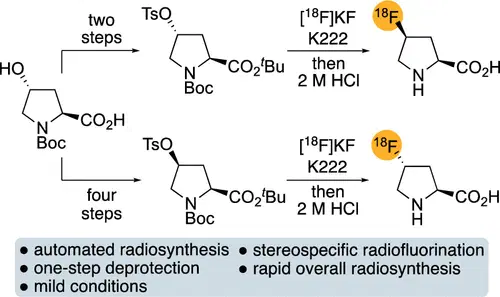 two
steps
TsO
N
Boc
CO2tBu
[18F]KF
K222
then
2 M HCl
18F
N
H
CO2H
HO
N
Boc
CO2H
four
steps
TsO
N
Boc
CO2tBu
[18F]KF
K222
then
2 M HCl
18F
N
H
CO2H
● automated radiosynthesis
● one-step deprotection
● mild conditions
● stereospecific radiofluorination
● rapid overall radiosynthesis